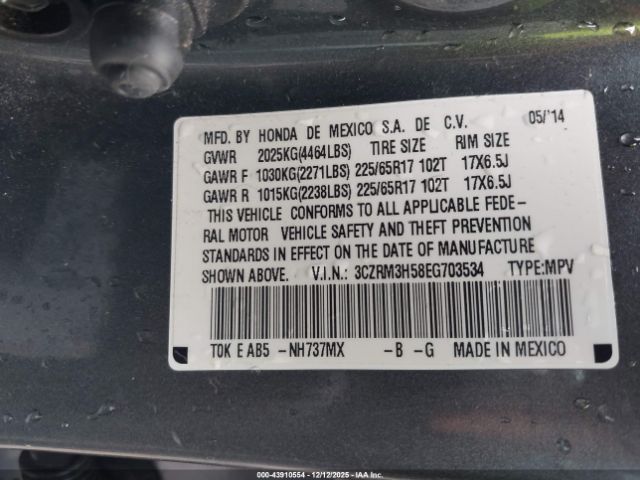 MFD. BY HONDA DE MEXICO S.A. DE C.V. 05/'14
GVWR 2025KG(4464LBS) TIRE SIZE RIM SIZE
GAWR F 1030KG(2271LBS) 225/65R17 102T 17X6.5J
GAWR R 1015KG(2238LBS) 225/65R17 102T 17X6.5J
THIS VEHICLE CONFORMS TO ALL APPLICABLE FEDE-
RAL MOTOR VEHICLE SAFETY AND THEFT PREVENTION
STANDARDS IN EFFECT ON THE DATE OF MANUFACTURE
SHOWN ABOVE. V.I.N.: 3CZRM3H58EG703534 TYPE:MPV
T0K E AB5 -NH737MX -B -G MADE IN MEXICO
000-43910554 - 12/12/2025 - IAAI.COM